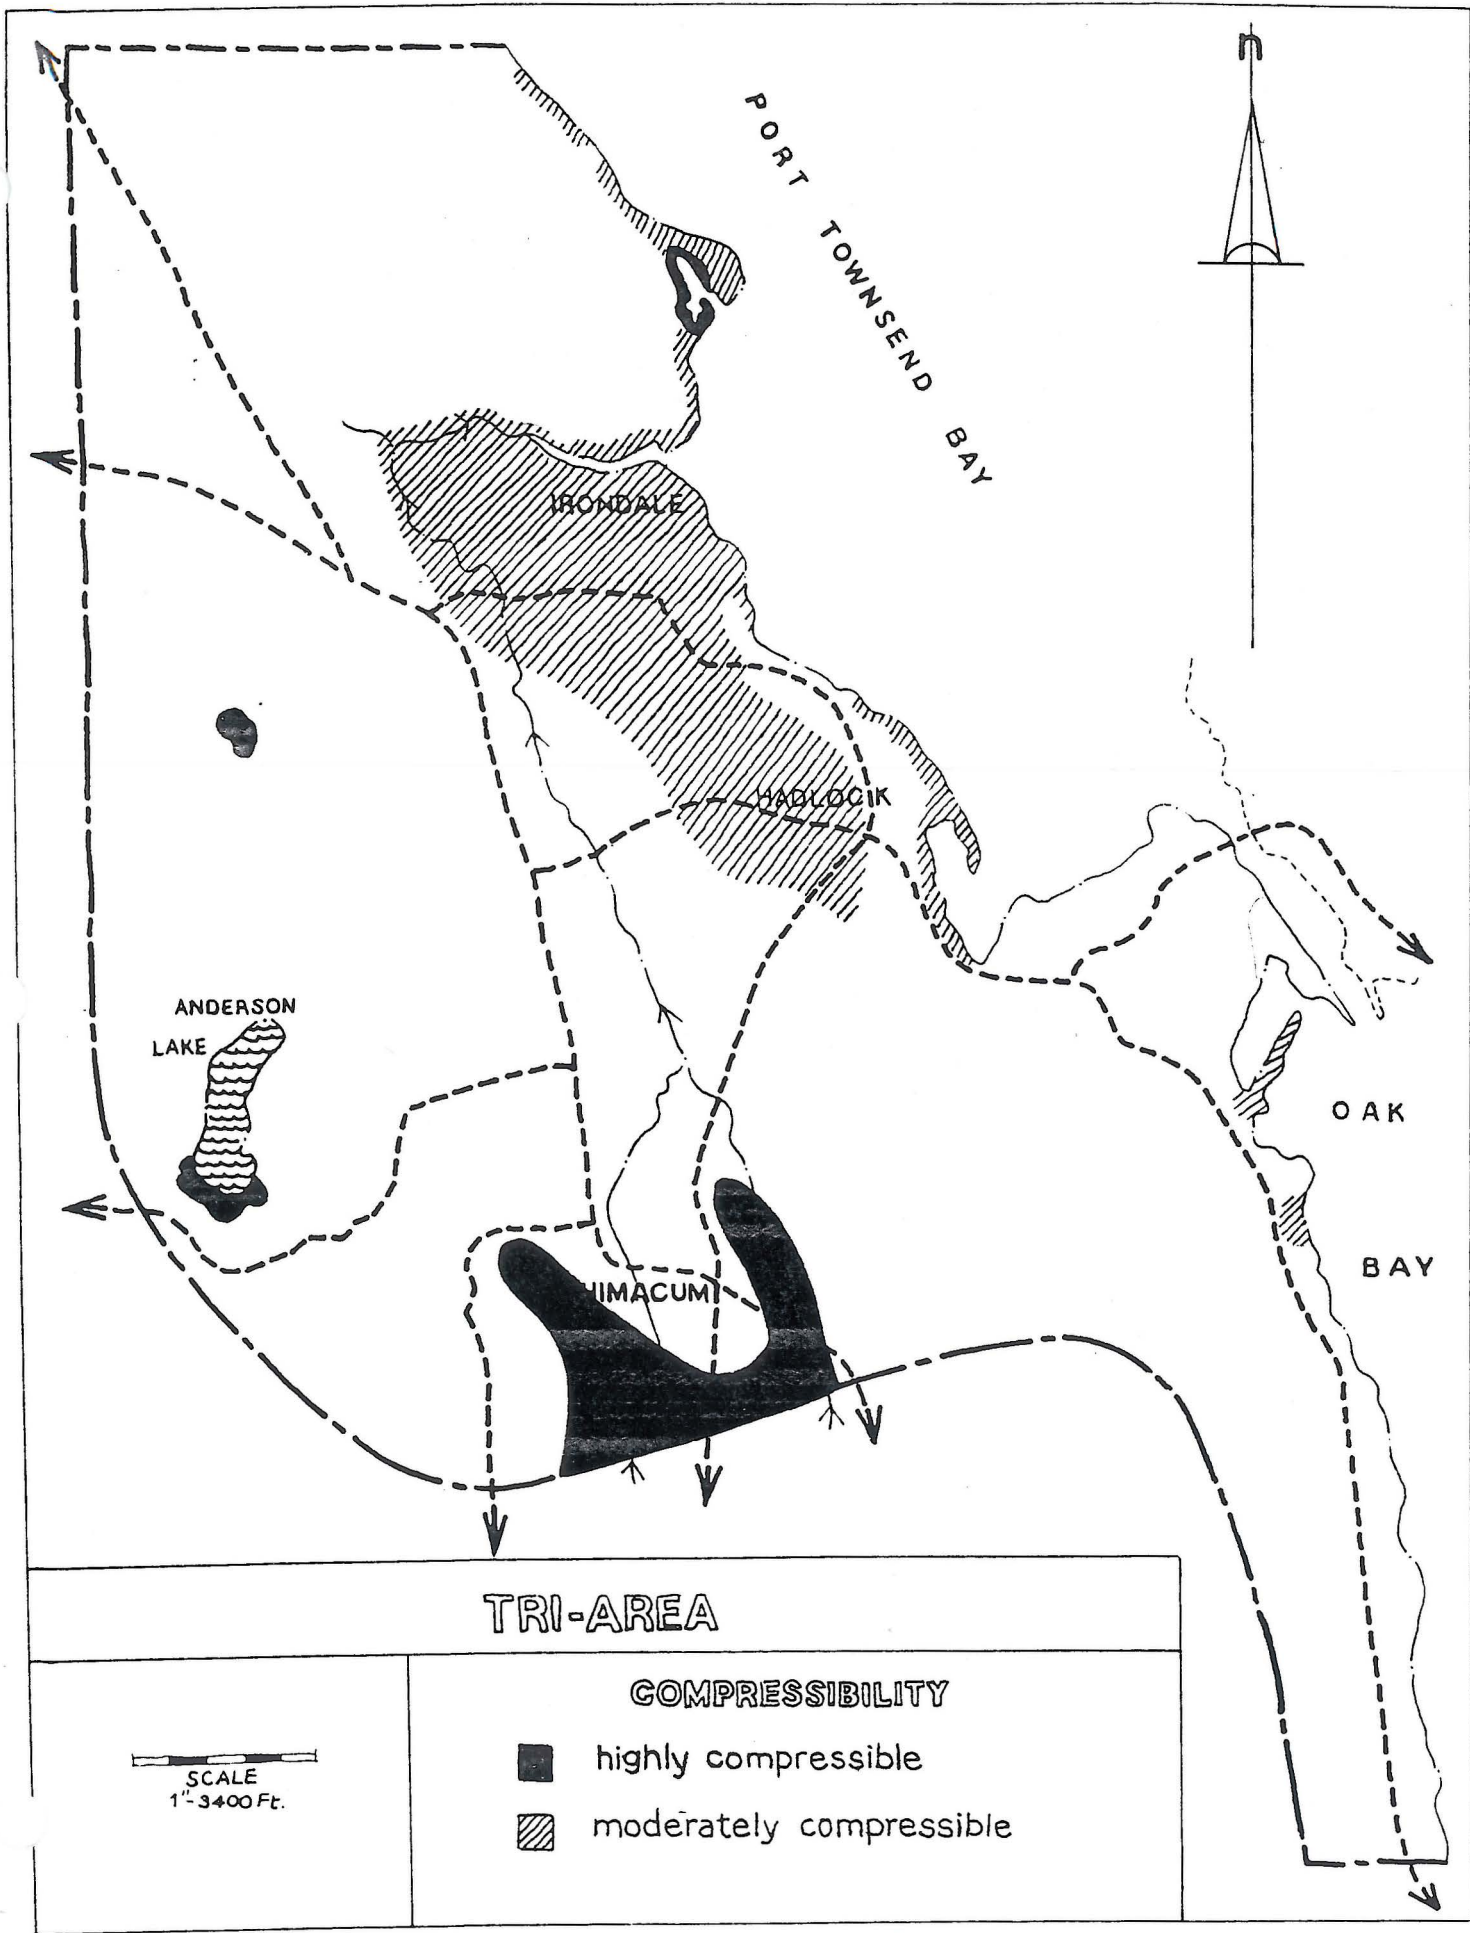 n
PORT TOWNSEND BAY
IRONDALE
HADLOCK
ANDERSON
LAKE
OAK
BAY
HIMACUM
TRI-AREA
COMPRESSIBILITY
highly compressible
moderately compressible
SCALE
1"-3400 Ft.